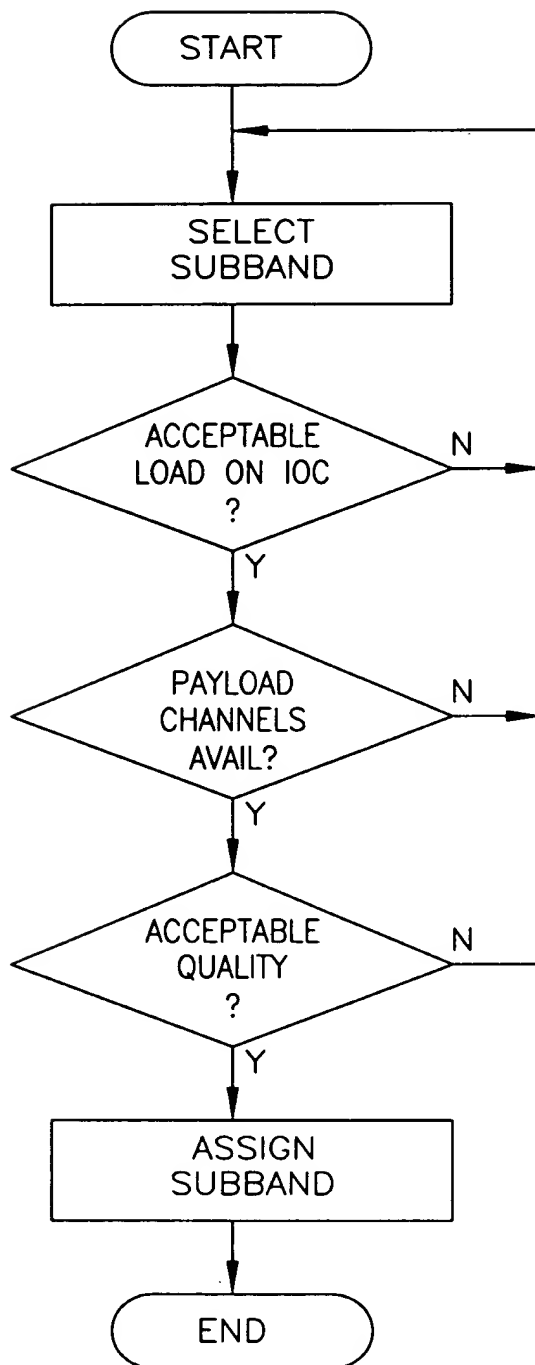 START
SELECT
SUBBAND
ACCEPTABLE
LOAD ON IOC
?
N
Y
PAYLOAD
CHANNELS
AVAIL?
N
Y
ACCEPTABLE
QUALITY
?
N
Y
ASSIGN
SUBBAND
END